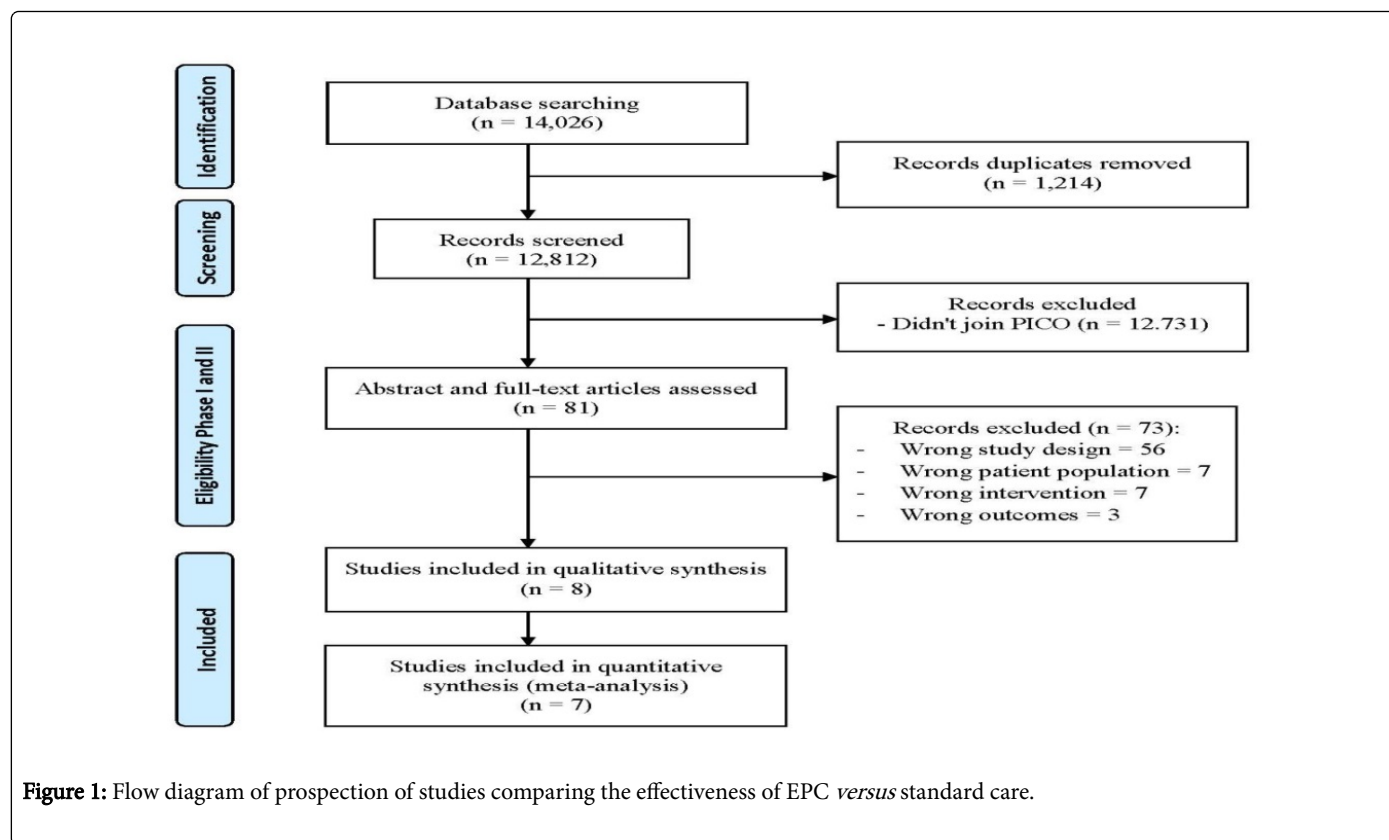 Identification
Database searching
(n = 14,026)
Records duplicates removed
(n = 1,214)
Screening
Records screened
(n = 12,812)
Records excluded
- Didn't join PICO (n = 12.731)
Eligibility Phase I and II
Abstract and full-text articles assessed
(n = 81)
Records excluded (n = 73):
- Wrong study design = 56
- Wrong patient population = 7
- Wrong intervention = 7
- Wrong outcomes = 3
Included
Studies included in qualitative synthesis
(n = 8)
Studies included in quantitative
synthesis (meta-analysis)
(n = 7)
Figure 1: Flow diagram of prospection of studies comparing the effectiveness of EPC versus standard care.